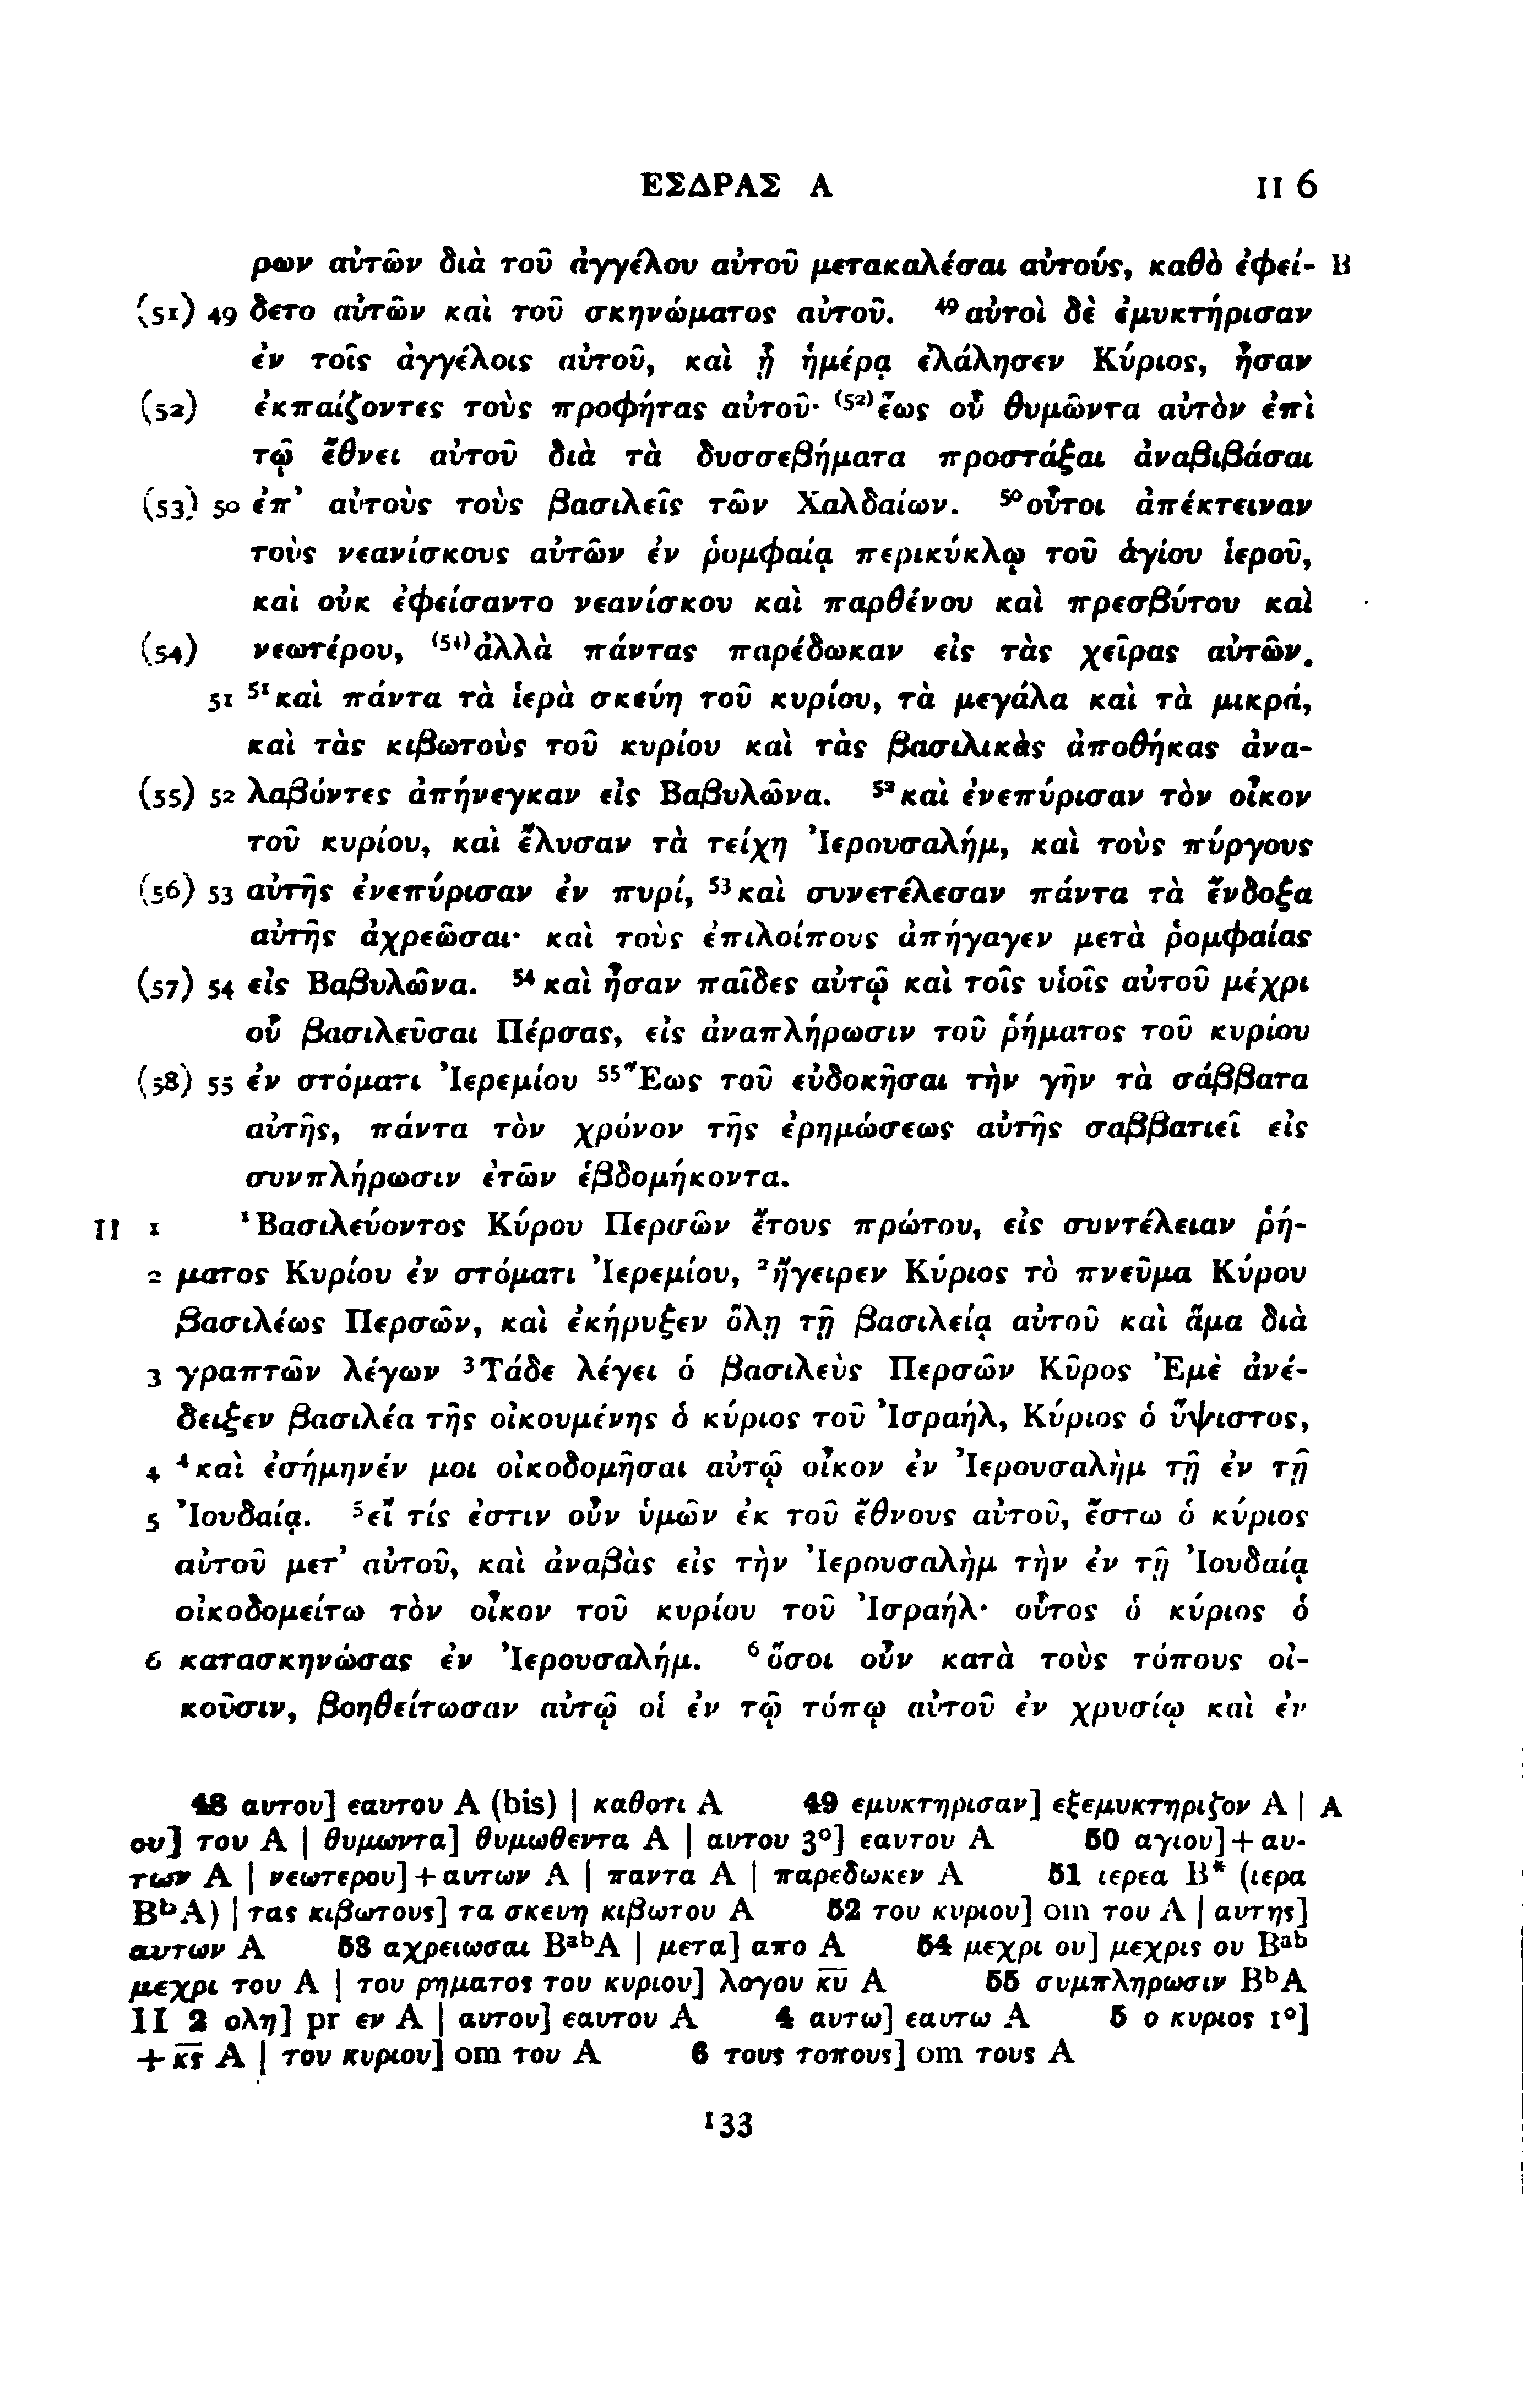 ΕΣΔΡΑΣ Α II 6
ρων αὐτῶν διὰ τοῦ ἀγγέλου αὐτοῦ μετακαλέσαι αὐτούς, καθὸ ἐφεί- B
(51) 49 δετο αὐτῶν καὶ τοῦ σκηνώματος αὐτοῦ. ⁴⁹αὐτοὶ δὲ ἐμυκτήρισαν
ἐν τοῖς ἀγγέλοις αὐτοῦ, καὶ ᾗ ἡμέρᾳ ἐλάλησεν Κύριος, ἦσαν
(52) ἐκπαίζοντες τοὺς προφήτας αὐτοῦ· ⁽⁵²⁾ἕως οὗ θυμῶντα αὐτὸν ἐπὶ
τῷ ἔθνει αὐτοῦ διὰ τὰ δυσσεβήματα προστάξαι ἀναβιβάσαι
(53) 50 ἐπ’ αὐτοὺς τοὺς βασιλεῖς τῶν Χαλδαίων. ⁵⁰οὗτοι ἀπέκτειναν
τοὺς νεανίσκους αὐτῶν ἐν ῥομφαίᾳ περικύκλῳ τοῦ ἁγίου ἱεροῦ,
καὶ οὐκ ἐφείσαντο νεανίσκου καὶ παρθένου καὶ πρεσβύτου καὶ
(54) νεωτέρου, ⁽⁵⁴⁾ἀλλὰ πάντας παρέδωκαν εἰς τὰς χεῖρας αὐτῶν.
51 ⁵¹καὶ πάντα τὰ ἱερὰ σκεύη τοῦ κυρίου, τὰ μεγάλα καὶ τὰ μικρά,
καὶ τὰς κιβωτοὺς τοῦ κυρίου καὶ τὰς βασιλικὰς ἀποθήκας ἀνα-
(55) 52 λαβόντες ἀπήνεγκαν εἰς Βαβυλῶνα. ⁵²καὶ ἐνεπύρισαν τὸν οἶκον
τοῦ κυρίου, καὶ ἔλυσαν τὰ τείχη Ἰερουσαλήμ, καὶ τοὺς πύργους
(56) 53 αὐτῆς ἐνεπύρισαν ἐν πυρί, ⁵³καὶ συνετέλεσαν πάντα τὰ ἔνδοξα
αὐτῆς ἀχρεῶσαι· καὶ τοὺς ἐπιλοίπους ἀπήγαγεν μετὰ ῥομφαίας
(57) 54 εἰς Βαβυλῶνα. ⁵⁴καὶ ἦσαν παῖδες αὐτῷ καὶ τοῖς υἱοῖς αὐτοῦ μέχρι
οὗ βασιλεῦσαι Πέρσας, εἰς ἀναπλήρωσιν τοῦ ῥήματος τοῦ κυρίου
(58) 55 ἐν στόματι Ἰερεμίου ⁵⁵Ἕως τοῦ εὐδοκῆσαι τὴν γῆν τὰ σάββατα
αὐτῆς, πάντα τὸν χρόνον τῆς ἐρημώσεως αὐτῆς σαββατιεῖ εἰς
συνπλήρωσιν ἐτῶν ἑβδομήκοντα.
II 1 ¹Βασιλεύοντος Κύρου Περσῶν ἔτους πρώτου, εἰς συντέλειαν ῥή-
2 ματος Κυρίου ἐν στόματι Ἰερεμίου, ²ἤγειρεν Κύριος τὸ πνεῦμα Κύρου
βασιλέως Περσῶν, καὶ ἐκήρυξεν ὅλῃ τῇ βασιλείᾳ αὐτοῦ καὶ ἅμα διὰ
3 γραπτῶν λέγων ³Τάδε λέγει ὁ βασιλεὺς Περσῶν Κῦρος Ἐμὲ ἀνέ-
δειξεν βασιλέα τῆς οἰκουμένης ὁ κύριος τοῦ Ἰσραήλ, Κύριος ὁ ὕψιστος,
4 ⁴καὶ ἐσήμηνέν μοι οἰκοδομῆσαι αὐτῷ οἶκον ἐν Ἰερουσαλὴμ τῇ ἐν τῇ
5 Ἰουδαίᾳ. ⁵εἴ τίς ἐστιν οὖν ὑμῶν ἐκ τοῦ ἔθνους αὐτοῦ, ἔστω ὁ κύριος
αὐτοῦ μετ’ αὐτοῦ, καὶ ἀναβὰς εἰς τὴν Ἰερουσαλὴμ τὴν ἐν τῇ Ἰουδαίᾳ
οἰκοδομείτω τὸν οἶκον τοῦ κυρίου τοῦ Ἰσραήλ· οὗτος ὁ κύριος ὁ
6 κατασκηνώσας ἐν Ἰερουσαλήμ. ⁶ὅσοι οὖν κατὰ τοὺς τόπους οἰ-
κοῦσιν, βοηθείτωσαν αὐτῷ οἱ ἐν τῷ τόπῳ αὐτοῦ ἐν χρυσίῳ καὶ ἐν
48 αυτου] εαυτου A (bis) | καθοτι A 49 εμυκτηρισαν] εξεμυκτηριζον A | A
ου] του A | θυμωντα] θυμωθεντα A | αυτου 3º] εαυτου A 50 αγιου]+αυ-
των A | νεωτερου]+αυτων A | παντα A | παρεδωκεν A 51 ιερεα B* (ιερα
BᵇA) | τας κιβωτους] τα σκευη κιβωτου A 52 του κυριου] om του A | αυτης]
αυτων A 53 αχρειωσαι BᵃᵇA | μετα] απο A 54 μεχρι ου] μεχρις ου Bᵃᵇ
μεχρι του A | του ρηματος του κυριου] λογου κ̅υ̅ A 55 συμπληρωσιν BᵇA
II 2 ολη] pr εν A | αυτου] εαυτου A 4 αυτω] εαυτω A 5 ο κυριος 1º]
+κ̅ς̅ A | του κυριου] om του A 6 τους τοπους] om τους A
133